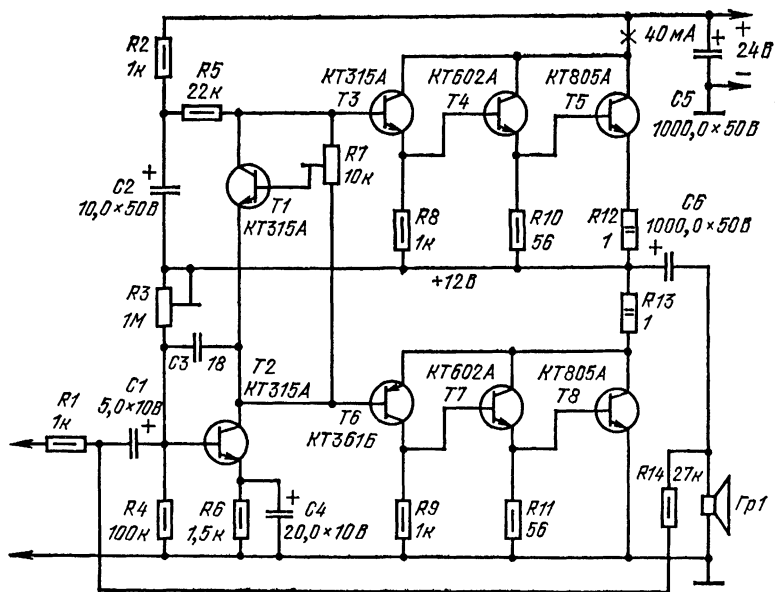 R2
1к
R5
22к
КТ315А
Т3
КТ602А
Т4
КТ805А
Т5
40 мА
+
+
24В
−
C5
1000,0×50В
+
C2
10,0×50В
Т1
КТ315А
R7
10к
R8
1к
R10
56
R12
1
C6
1000,0×50В
+
+12В
R3
1М
C3
18
Т2
КТ315А
R13
1
R1
1к
C1
5,0×10В
+
Т6
КТ361Б
КТ602А
Т7
КТ805А
Т8
R4
100к
R6
1,5к
+
C4
20,0×10В
R9
1к
R11
56
R14
27к
Гр1